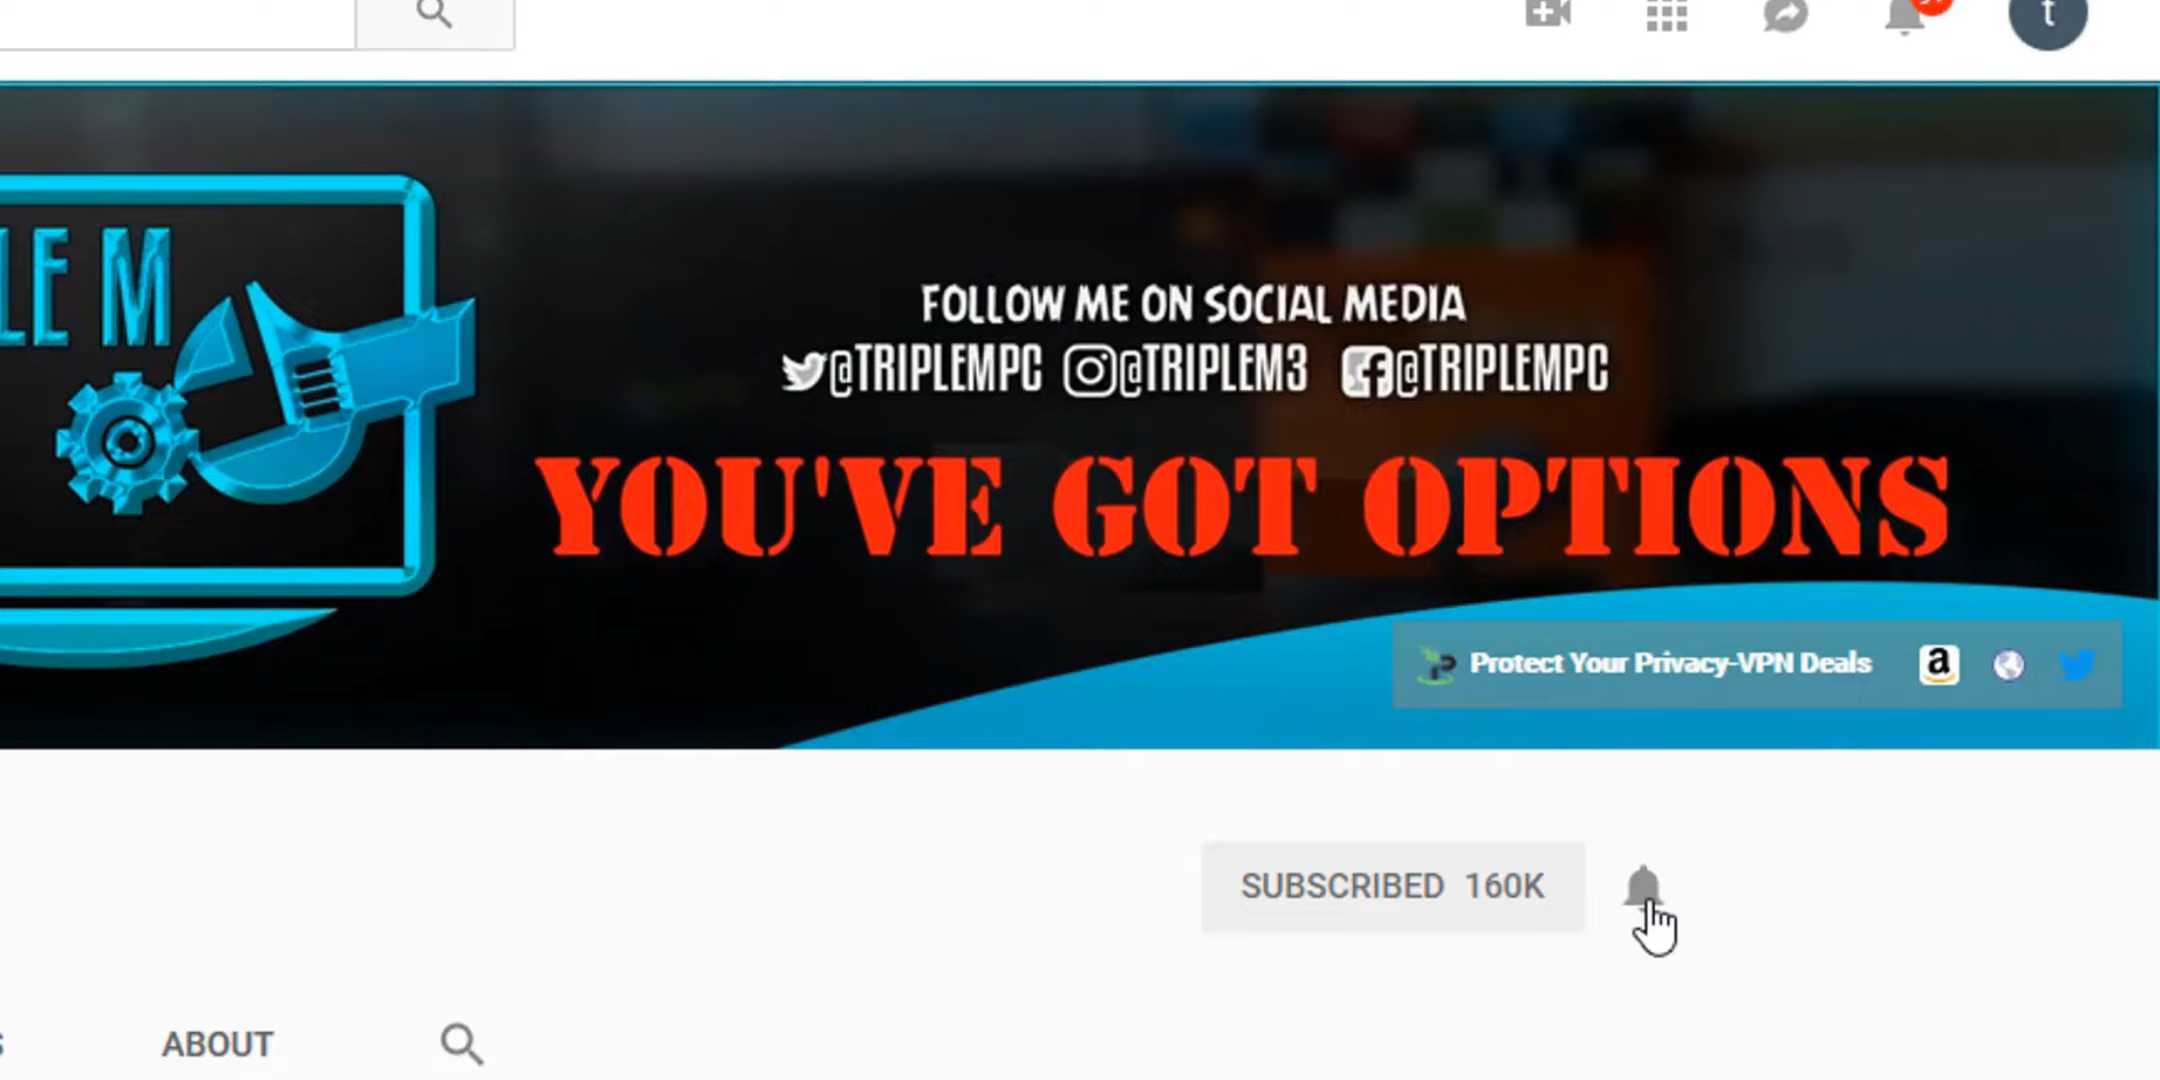 t
LE M
FOLLOW ME ON SOCIAL MEDIA
@TRIPLEMPC @TRIPLEM3 @TRIPLEMPC
YOU'VE GOT OPTIONS
Protect Your Privacy-VPN Deals a
SUBSCRIBED 160K
S ABOUT